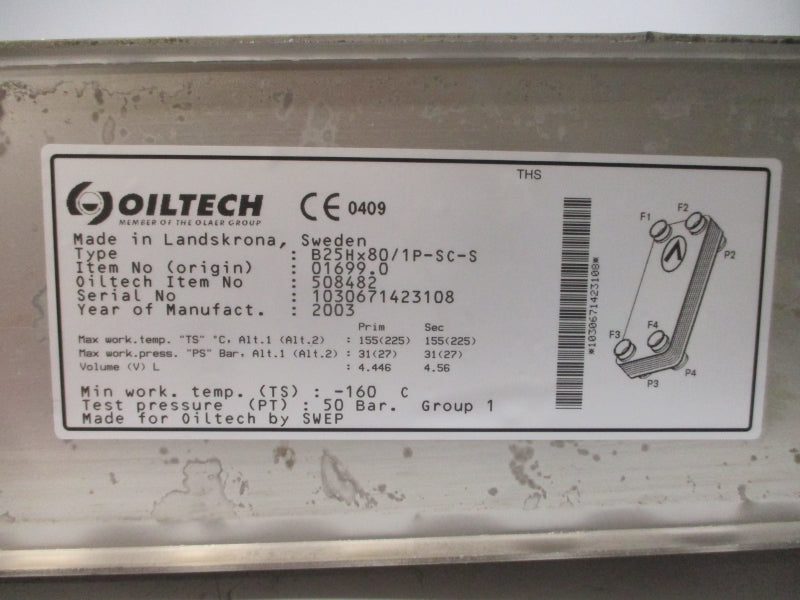 THS
OILTECH
MEMBER OF THE OLAER GROUP
CE 0409
Made in Landskrona, Sweden
Type : B25Hx80/1P-SC-S
Item No (origin) : 01699.0
Oiltech Item No : 508482
Serial No : 1030671423108
Year of Manufact. : 2003
Prim Sec
Max work.temp. "TS" °C, Alt.1 (Alt.2) : 155(225) 155(225)
Max work.press. "PS" Bar, Alt.1 (Alt.2) : 31(27) 31(27)
Volume (V) L : 4.446 4.56
Min work. temp. (TS) : -160 C
Test pressure (PT) : 50 Bar. Group 1
Made for Oiltech by SWEP
*1030671423108*
F1
F2
P2
F3
F4
P3
P4